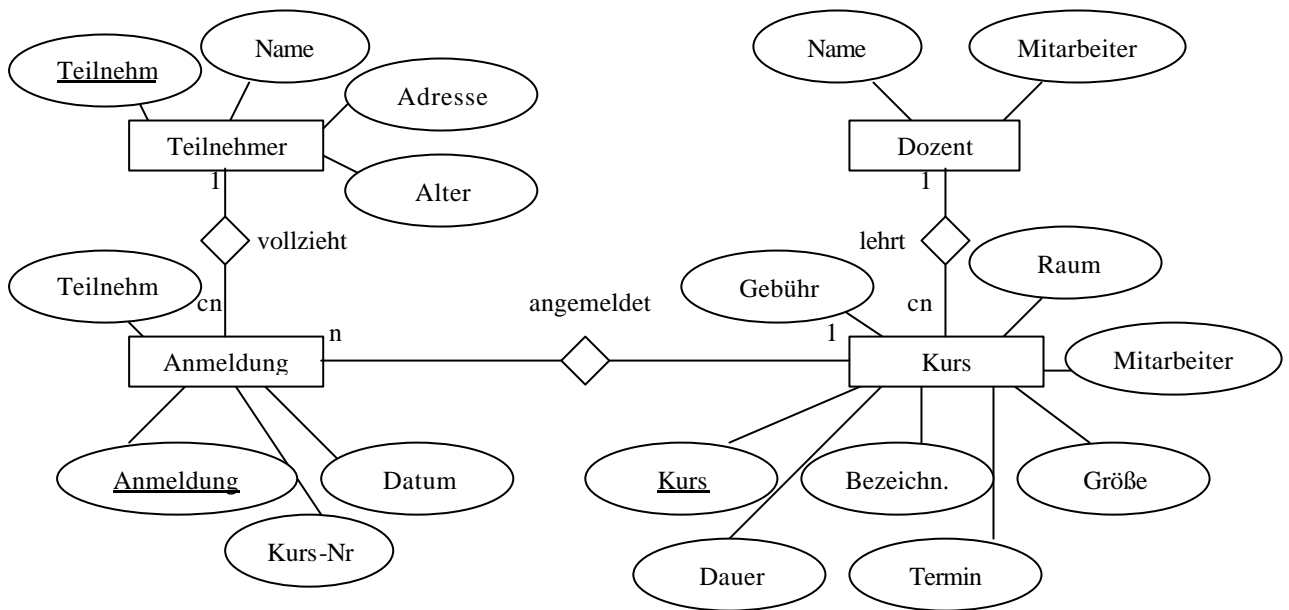 Name
Teilnehm
Adresse
Teilnehmer
Alter
1
vollzieht
Teilnehm
cn
Anmeldung
n
angemeldet
1
Anmeldung
Datum
Kurs-Nr
Name
Mitarbeiter
Dozent
1
lehrt
Raum
Gebühr
cn
Kurs
Mitarbeiter
Kurs
Bezeichn.
Größe
Dauer
Termin